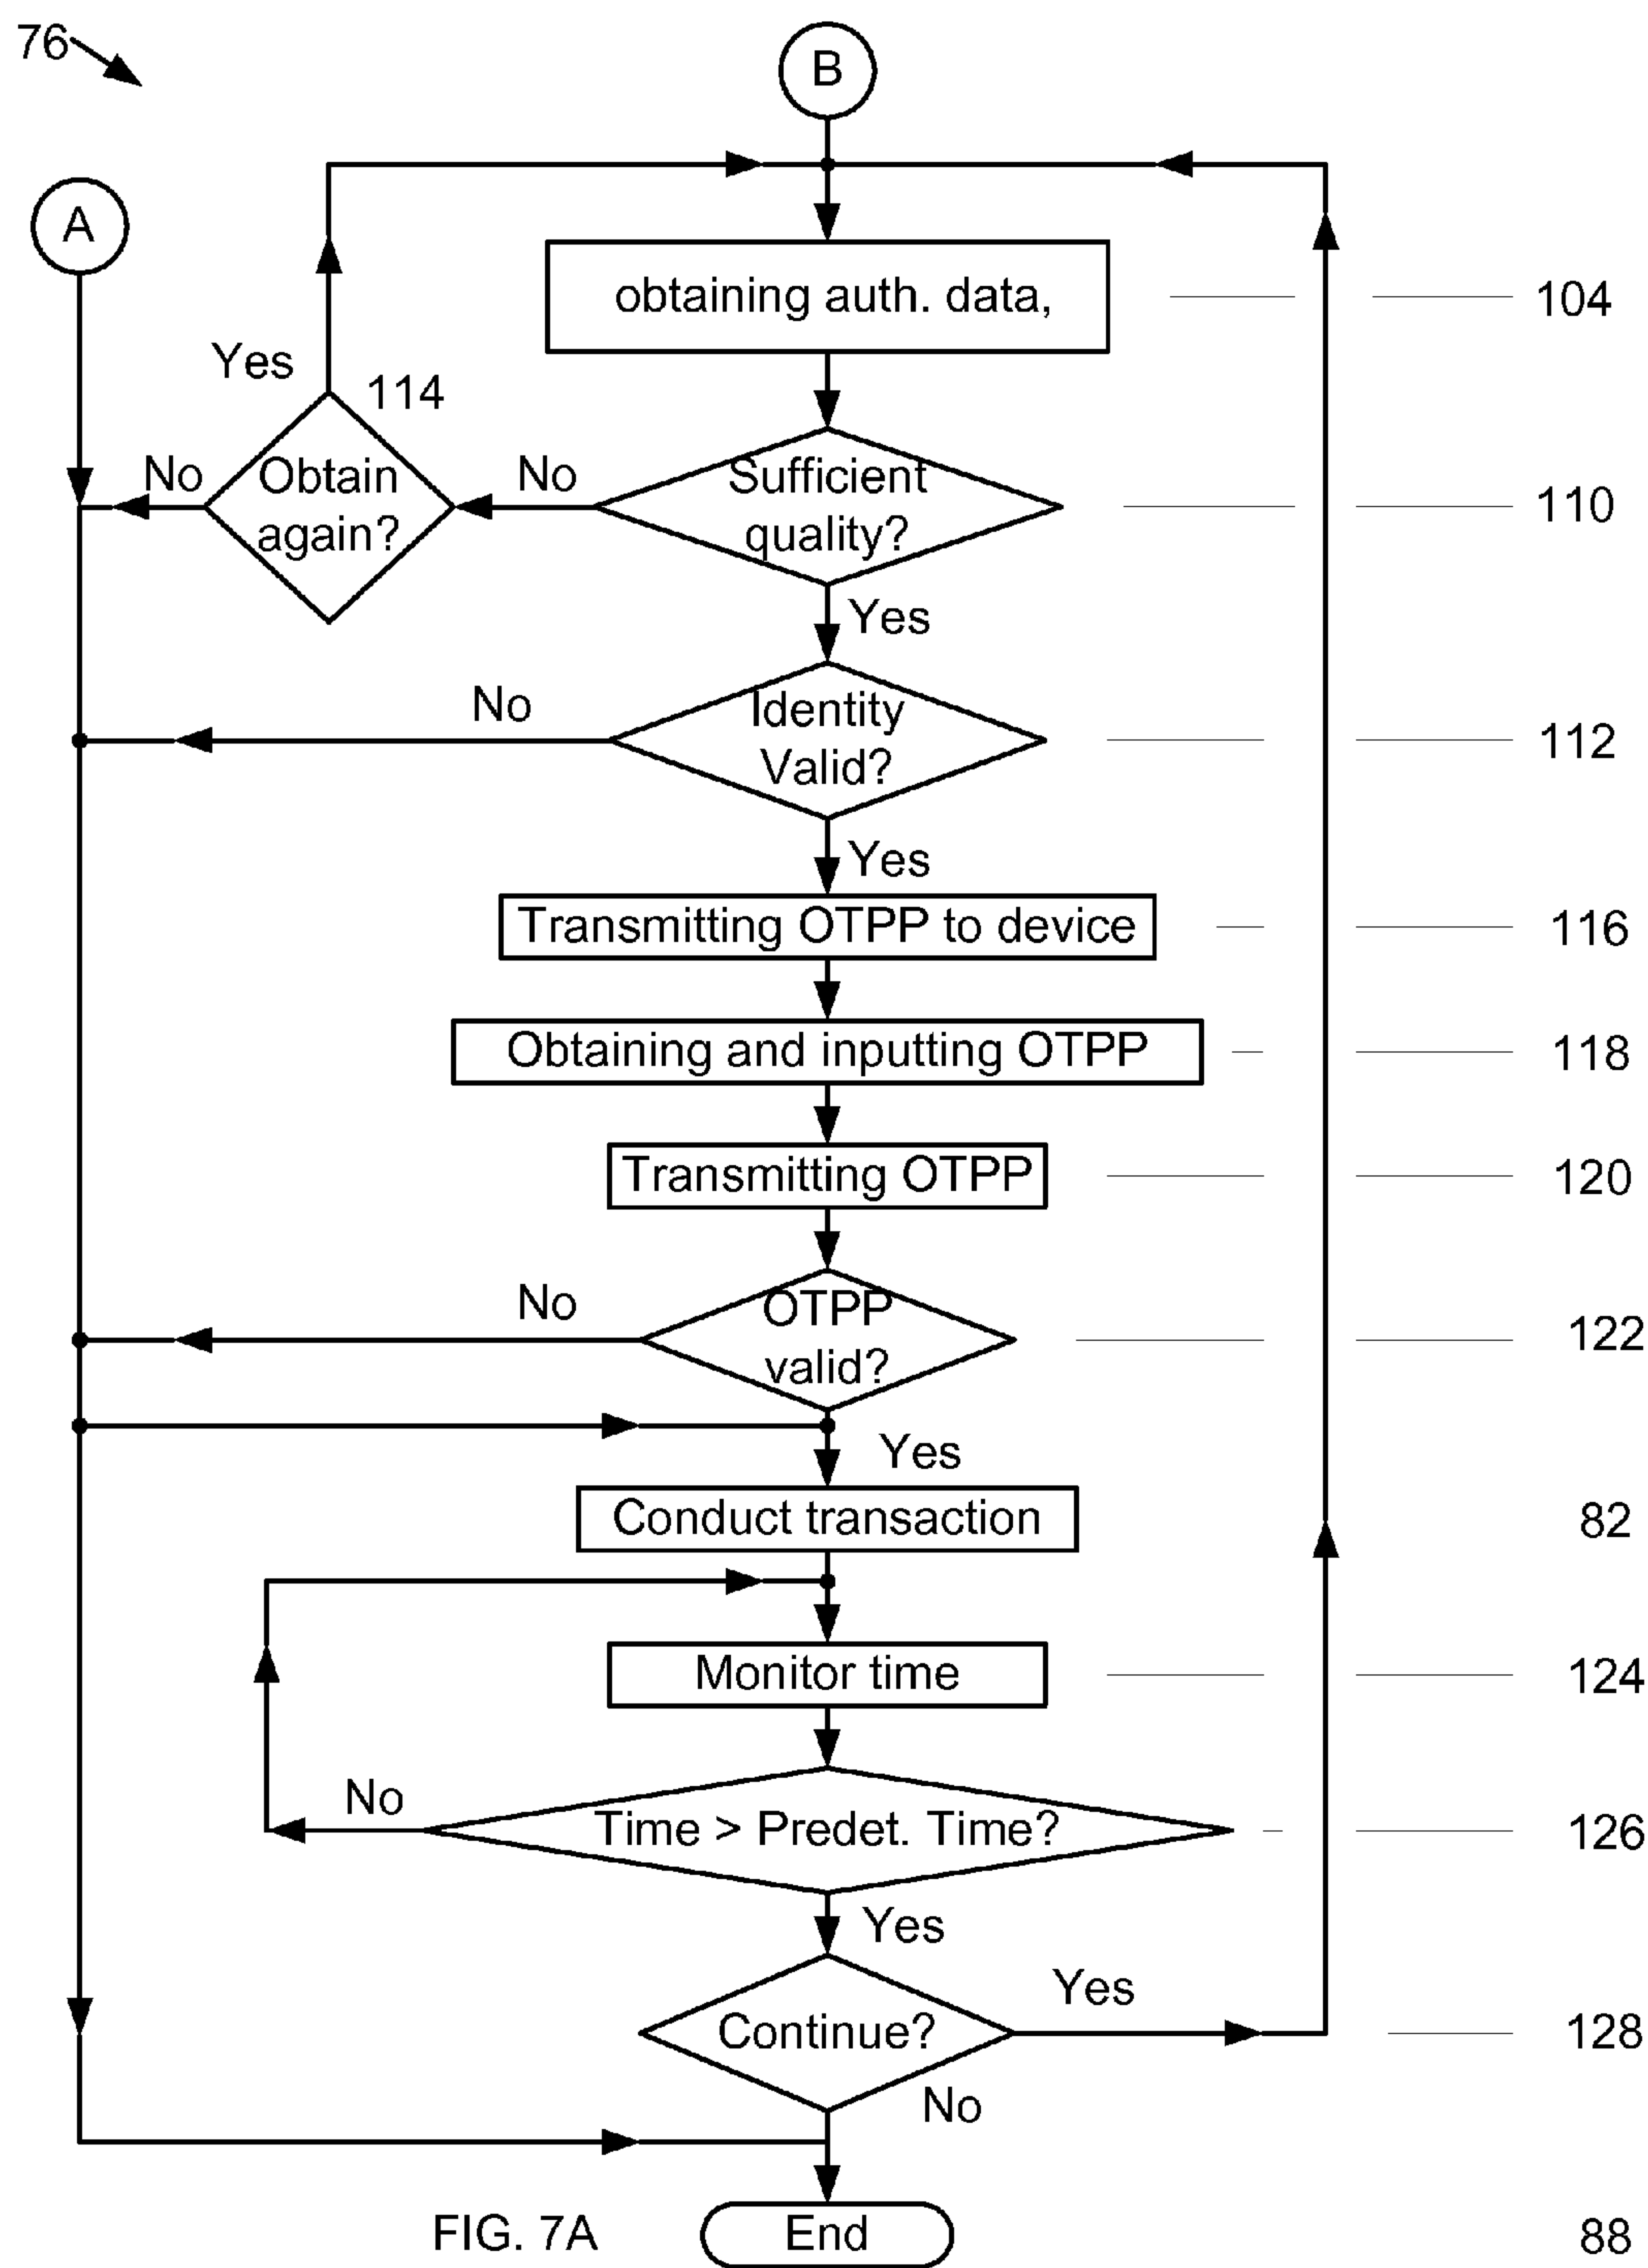 76
B
A
obtaining auth. data,
104
Yes
114
No
Obtain
again?
No
Sufficient
quality?
110
Yes
No
Identity
Valid?
112
Yes
Transmitting OTPP to device
116
Obtaining and inputting OTPP
118
Transmitting OTPP
120
No
OTPP
valid?
122
Yes
Conduct transaction
82
Monitor time
124
No
Time > Predet. Time?
126
Yes
Continue?
Yes
128
No
FIG. 7A
End
88